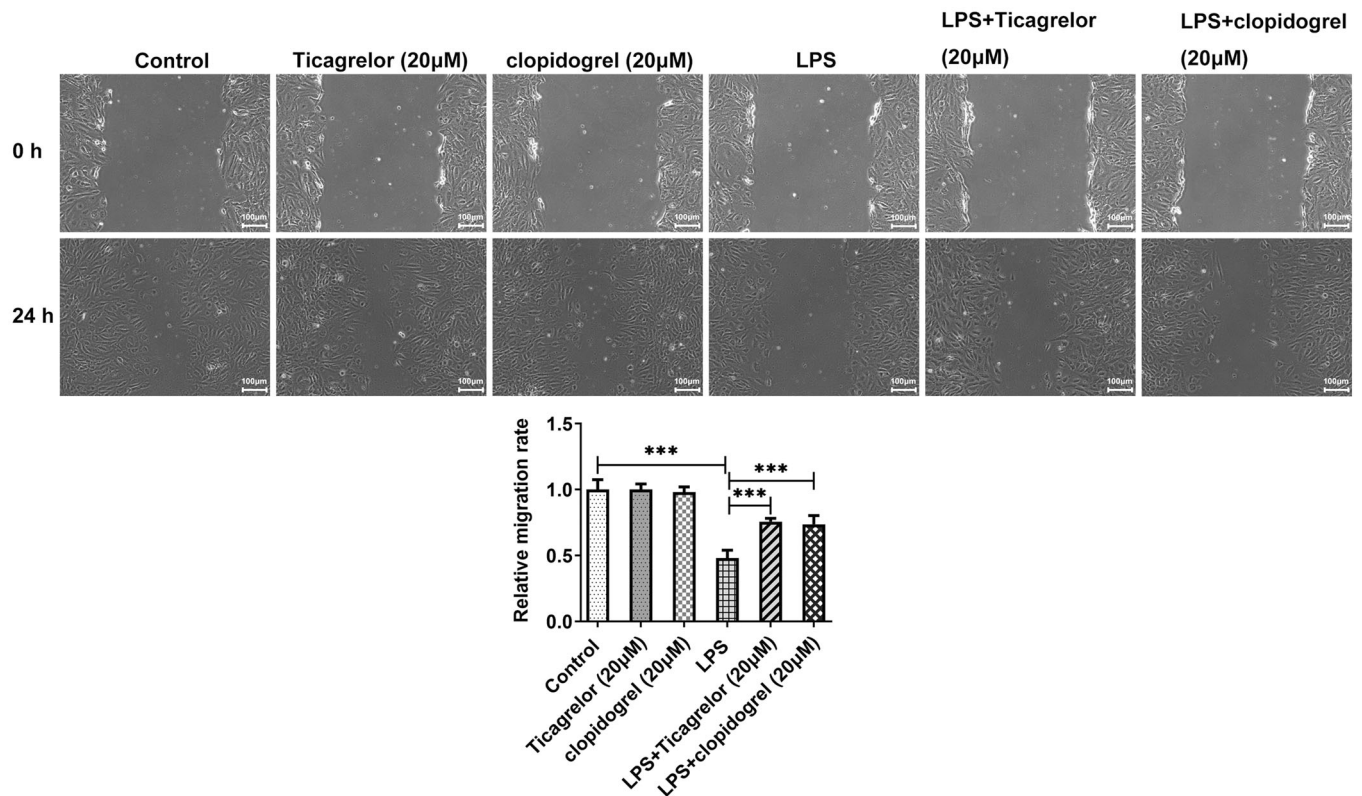 Control
Ticagrelor (20μM)
clopidogrel (20μM)
LPS
LPS+Ticagrelor
(20μM)
LPS+clopidogrel
(20μM)
0 h
100μm
100μm
100μm
100μm
100μm
100μm
24 h
100μm
100μm
100μm
100μm
100μm
100μm
Relative migration rate
1.5
1.0
0.5
0.0
***
***
***
Control
Ticagrelor (20μM)
clopidogrel (20μM)
LPS
LPS+Ticagrelor (20μM)
LPS+clopidogrel (20μM)